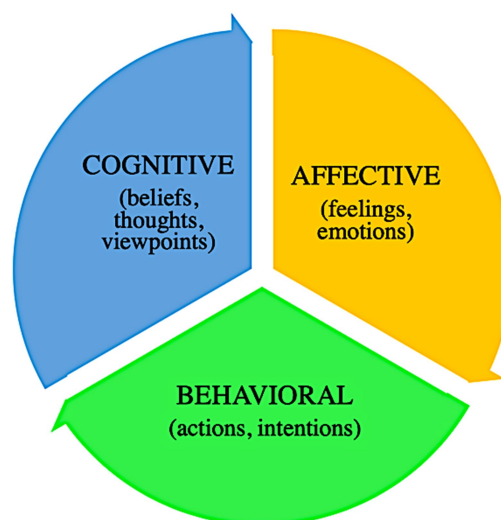 COGNITIVE
(beliefs,
thoughts,
viewpoints)
AFFECTIVE
(feelings,
emotions)
BEHAVIORAL
(actions, intentions)